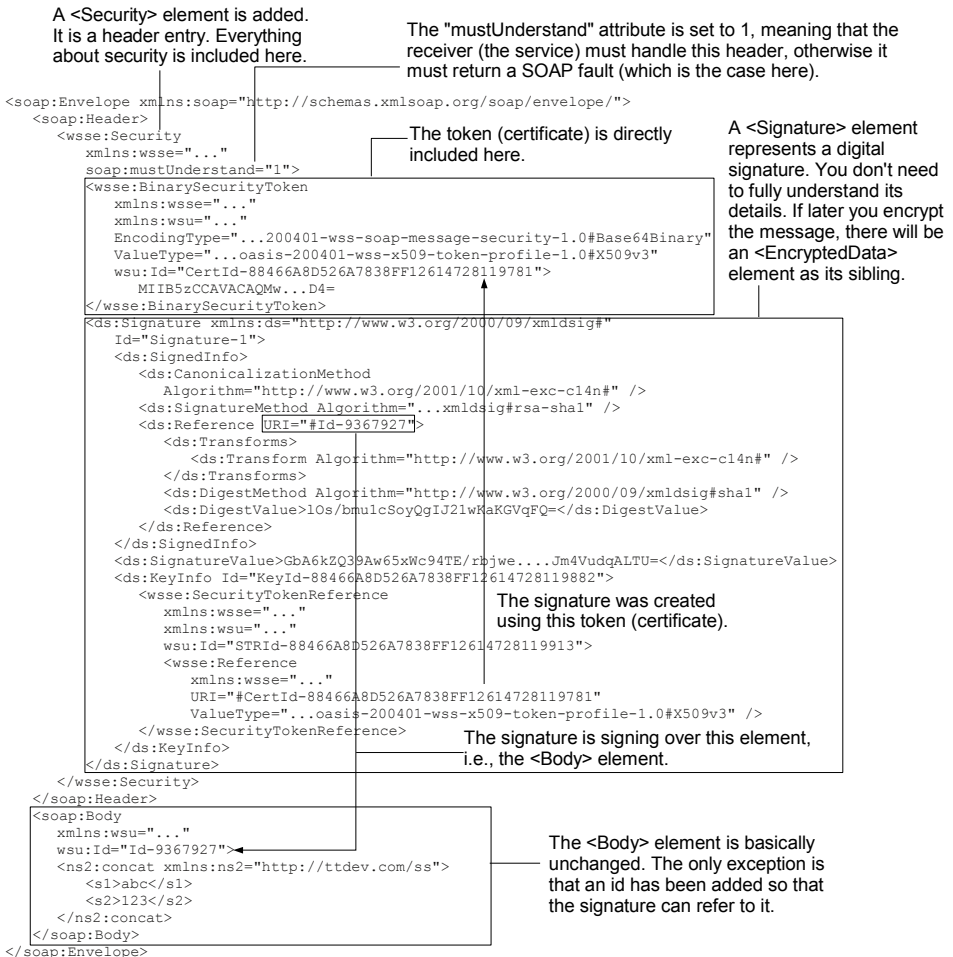 A <Security> element is added.
It is a header entry. Everything
about security is included here.
The "mustUnderstand" attribute is set to 1, meaning that the
receiver (the service) must handle this header, otherwise it
must return a SOAP fault (which is the case here).
<soap:Envelope xmlns:soap="http://schemas.xmlsoap.org/soap/envelope/">
<soap:Header>
<wsse:Security
xmlns:wsse="..."
soap:mustUnderstand="1">
The token (certificate) is directly
included here.
A <Signature> element
represents a digital
signature. You don't need
to fully understand its
details. If later you encrypt
the message, there will be
an <EncryptedData>
element as its sibling.
<wsse:BinarySecurityToken
xmlns:wsse="..."
xmlns:wsu="..."
EncodingType="...200401-wss-soap-message-security-1.0#Base64Binary"
ValueType="...oasis-200401-wss-x509-token-profile-1.0#X509v3"
wsu:Id="CertId-88466A8D526A7838FF12614728119781">
MIIB5zCCAVACAQMw...D4=
</wsse:BinarySecurityToken>
<ds:Signature xmlns:ds="http://www.w3.org/2000/09/xmldsig#"
Id="Signature-1">
<ds:SignedInfo>
<ds:CanonicalizationMethod
Algorithm="http://www.w3.org/2001/10/xml-exc-c14n#" />
<ds:SignatureMethod Algorithm="...xmldsig#rsa-sha1" />
<ds:Reference URI="#Id-9367927">
<ds:Transforms>
<ds:Transform Algorithm="http://www.w3.org/2001/10/xml-exc-c14n#" />
</ds:Transforms>
<ds:DigestMethod Algorithm="http://www.w3.org/2000/09/xmldsig#sha1" />
<ds:DigestValue>lOs/bmu1cSoyQgIJ21wKaKGVqFQ=</ds:DigestValue>
</ds:Reference>
</ds:SignedInfo>
<ds:SignatureValue>GbA6kZQ39Aw65xWc94TE/rbjwe....Jm4VudqALTU=</ds:SignatureValue>
<ds:KeyInfo Id="KeyId-88466A8D526A7838FF12614728119882">
<wsse:SecurityTokenReference
xmlns:wsse="..."
xmlns:wsu="..."
wsu:Id="STRId-88466A8D526A7838FF12614728119913">
The signature was created
using this token (certificate).
<wsse:Reference
xmlns:wsse="..."
URI="#CertId-88466A8D526A7838FF12614728119781"
ValueType="...oasis-200401-wss-x509-token-profile-1.0#X509v3" />
</wsse:SecurityTokenReference>
</ds:KeyInfo>
</ds:Signature>
The signature is signing over this element,
i.e., the <Body> element.
</wsse:Security>
</soap:Header>
<soap:Body
xmlns:wsu="..."
wsu:Id="Id-9367927">
<ns2:concat xmlns:ns2="http://ttdev.com/ss">
<s1>abc</s1>
<s2>123</s2>
</ns2:concat>
</soap:Body>
</soap:Envelope>
The <Body> element is basically
unchanged. The only exception is
that an id has been added so that
the signature can refer to it.